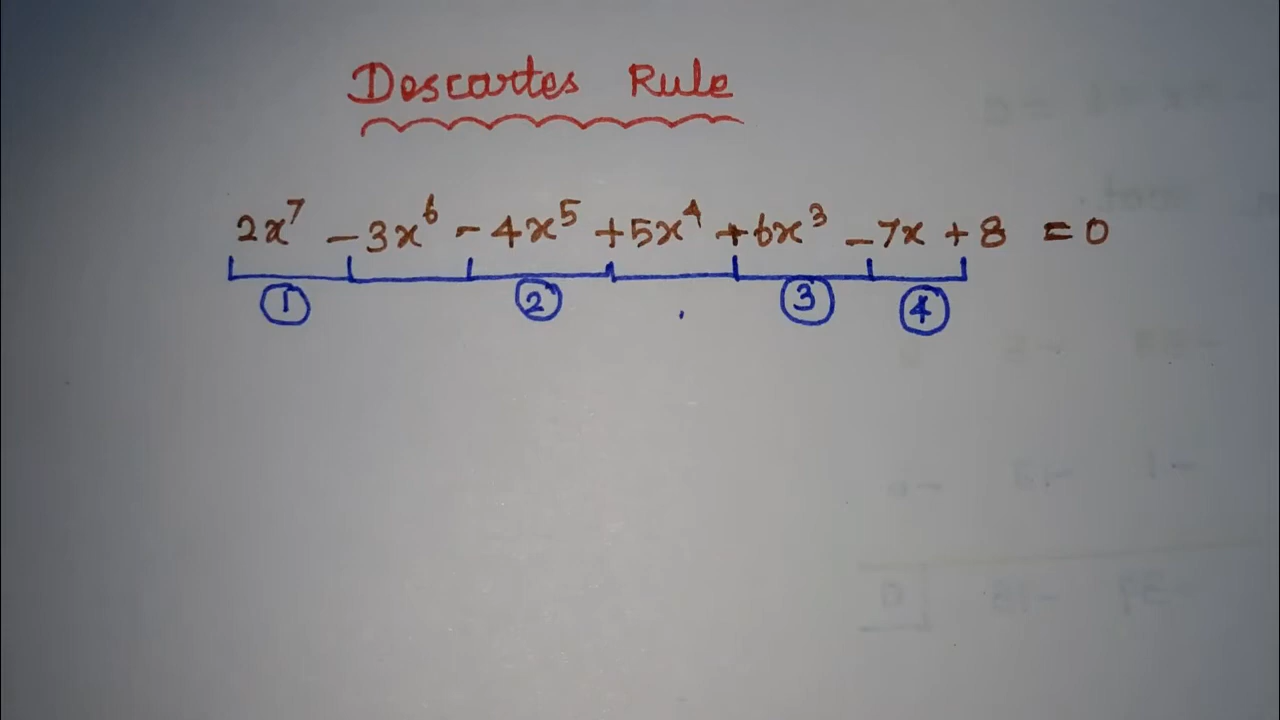 Descartes Rule
2x⁷ - 3x⁶ - 4x⁵ + 5x⁴ + 6x³ - 7x + 8 = 0
1 2 3 4